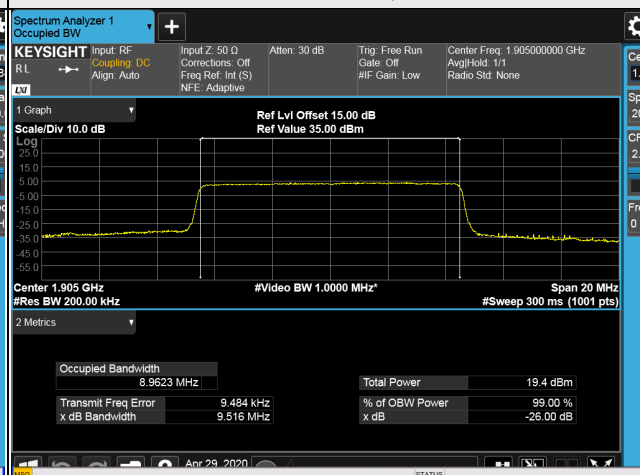 Spectrum Analyzer 1
Occupied BW
KEYSIGHT
RL
LXI
Input: RF
Coupling: DC
Align: Auto
Input Z: 50 Ω
Corrections: Off
Freq Ref: Int (S)
NFE: Adaptive
Atten: 30 dB
Trig: Free Run
Gate: Off
#IF Gain: Low
Center Freq: 1.905000000 GHz
Avg|Hold: 1/1
Radio Std: None
1 Graph
Scale/Div 10.0 dB
Ref Lvl Offset 15.00 dB
Ref Value 35.00 dBm
Log
25.0
15.0
5.00
-5.00
-15.0
-25.0
-35.0
-45.0
-55.0
Center 1.905 GHz
#Res BW 200.00 kHz
#Video BW 1.0000 MHz*
Span 20 MHz
#Sweep 300 ms (1001 pts)
2 Metrics
Occupied Bandwidth
8.9623 MHz
Transmit Freq Error 9.484 kHz
x dB Bandwidth 9.516 MHz
Total Power 19.4 dBm
% of OBW Power 99.00 %
x dB -26.00 dB
Apr 29, 2020
MSG
STATUS